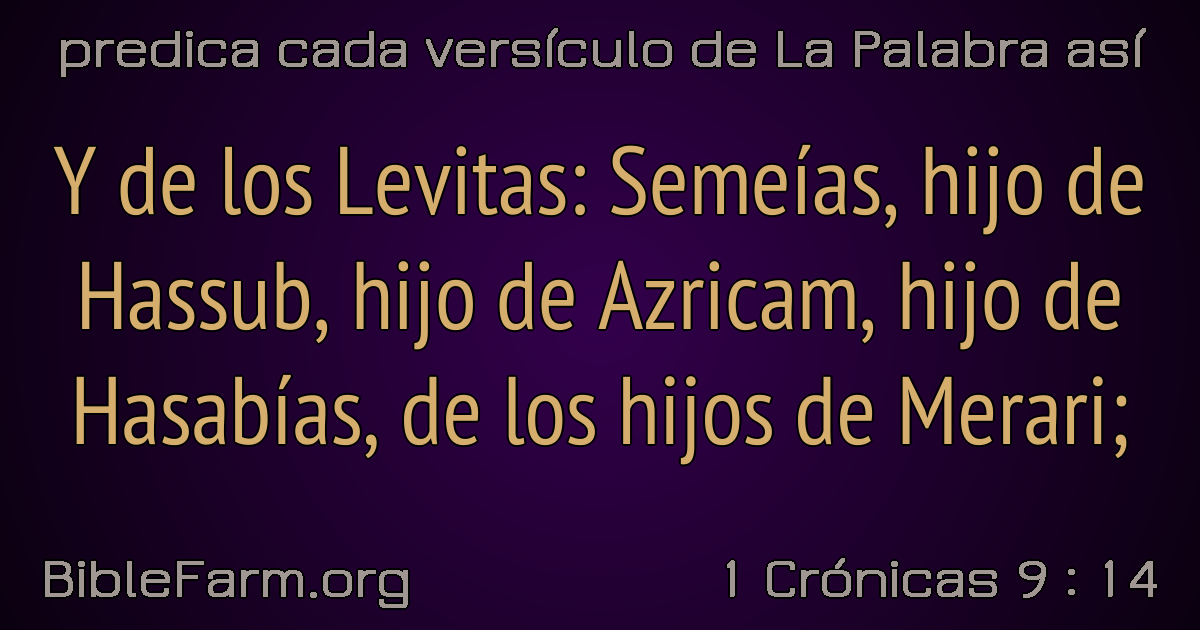 predica cada versículo de La Palabra así
Y de los Levitas: Semeías, hijo de
Hassub, hijo de Azricam, hijo de
Hasabías, de los hijos de Merari;
BibleFarm.org
1 Crónicas 9 : 14